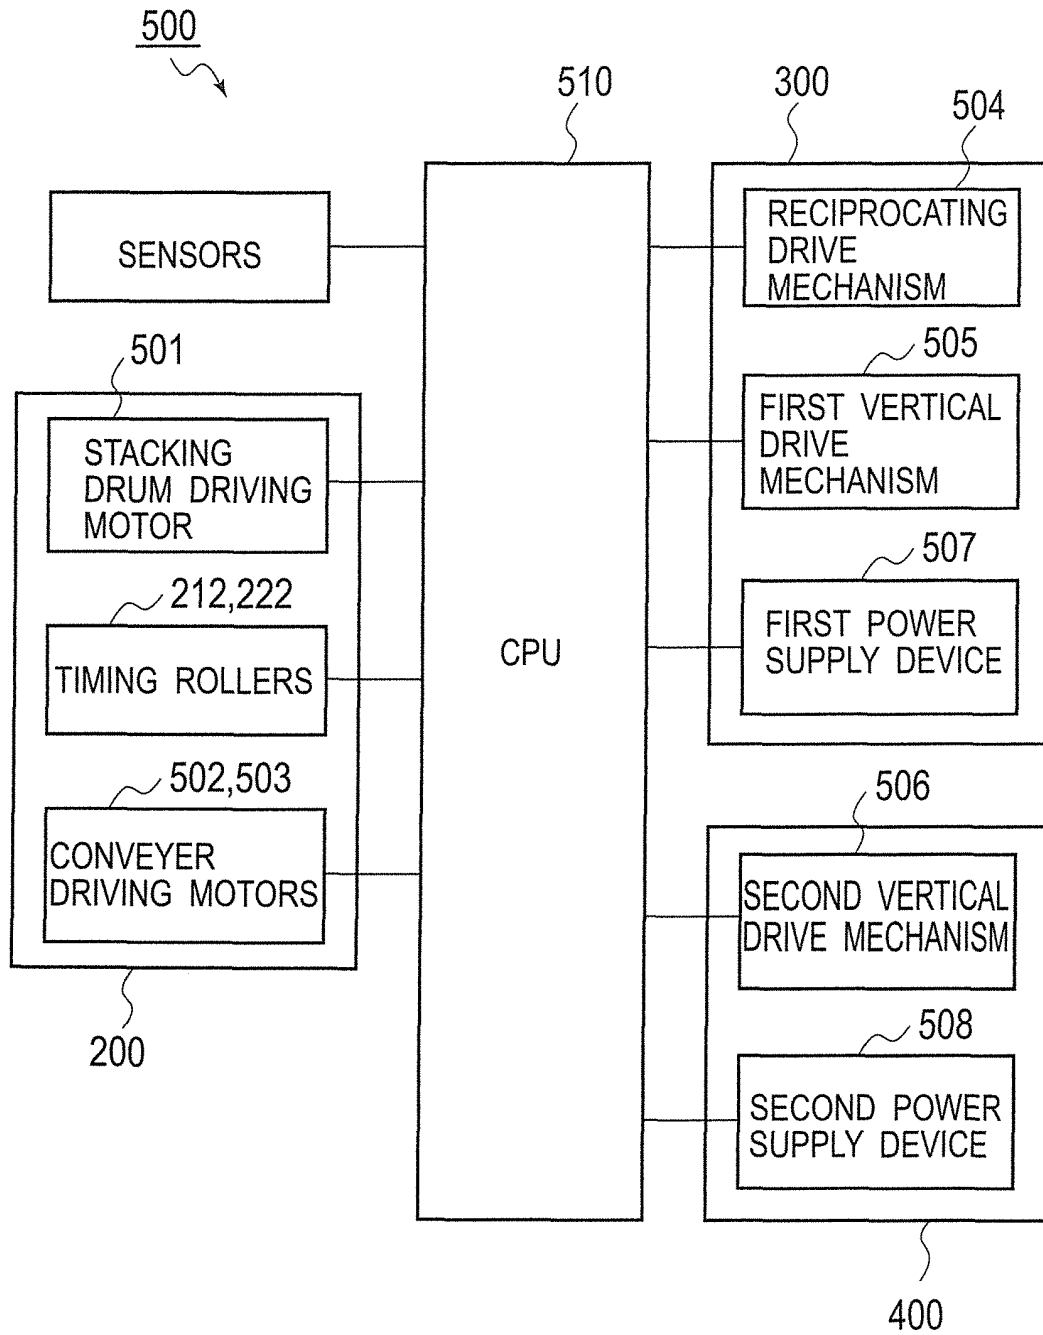 500
510
300
504
SENSORS
RECIPROCATING
DRIVE
MECHANISM
501
STACKING
DRUM DRIVING
MOTOR
505
FIRST VERTICAL
DRIVE
MECHANISM
212,222
TIMING ROLLERS
CPU
507
FIRST POWER
SUPPLY DEVICE
502,503
CONVEYER
DRIVING MOTORS
200
506
SECOND VERTICAL
DRIVE MECHANISM
508
SECOND POWER
SUPPLY DEVICE
400